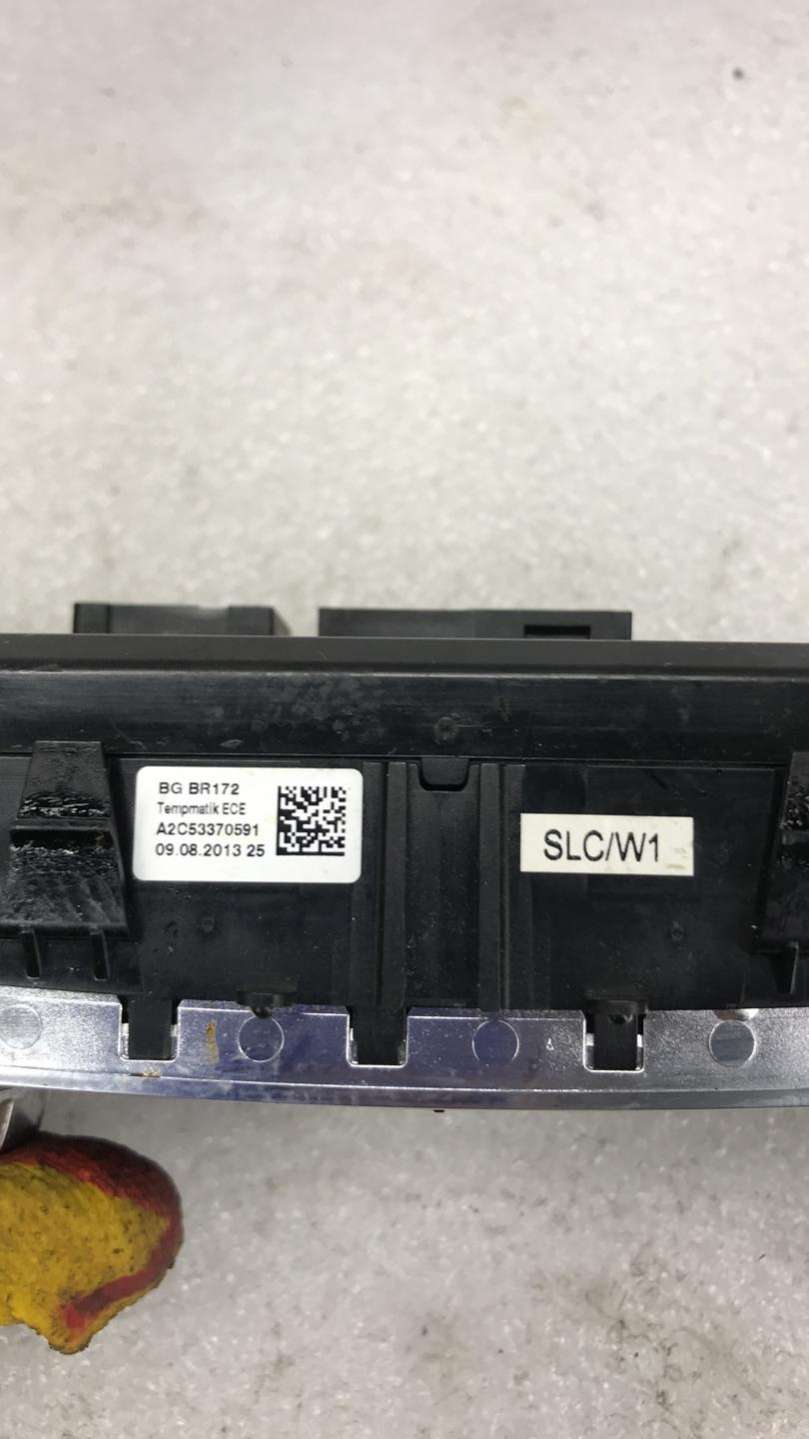 BG BR172
Tempmatik ECE
A2C53370591
09.08.2013 25
SLC/W1